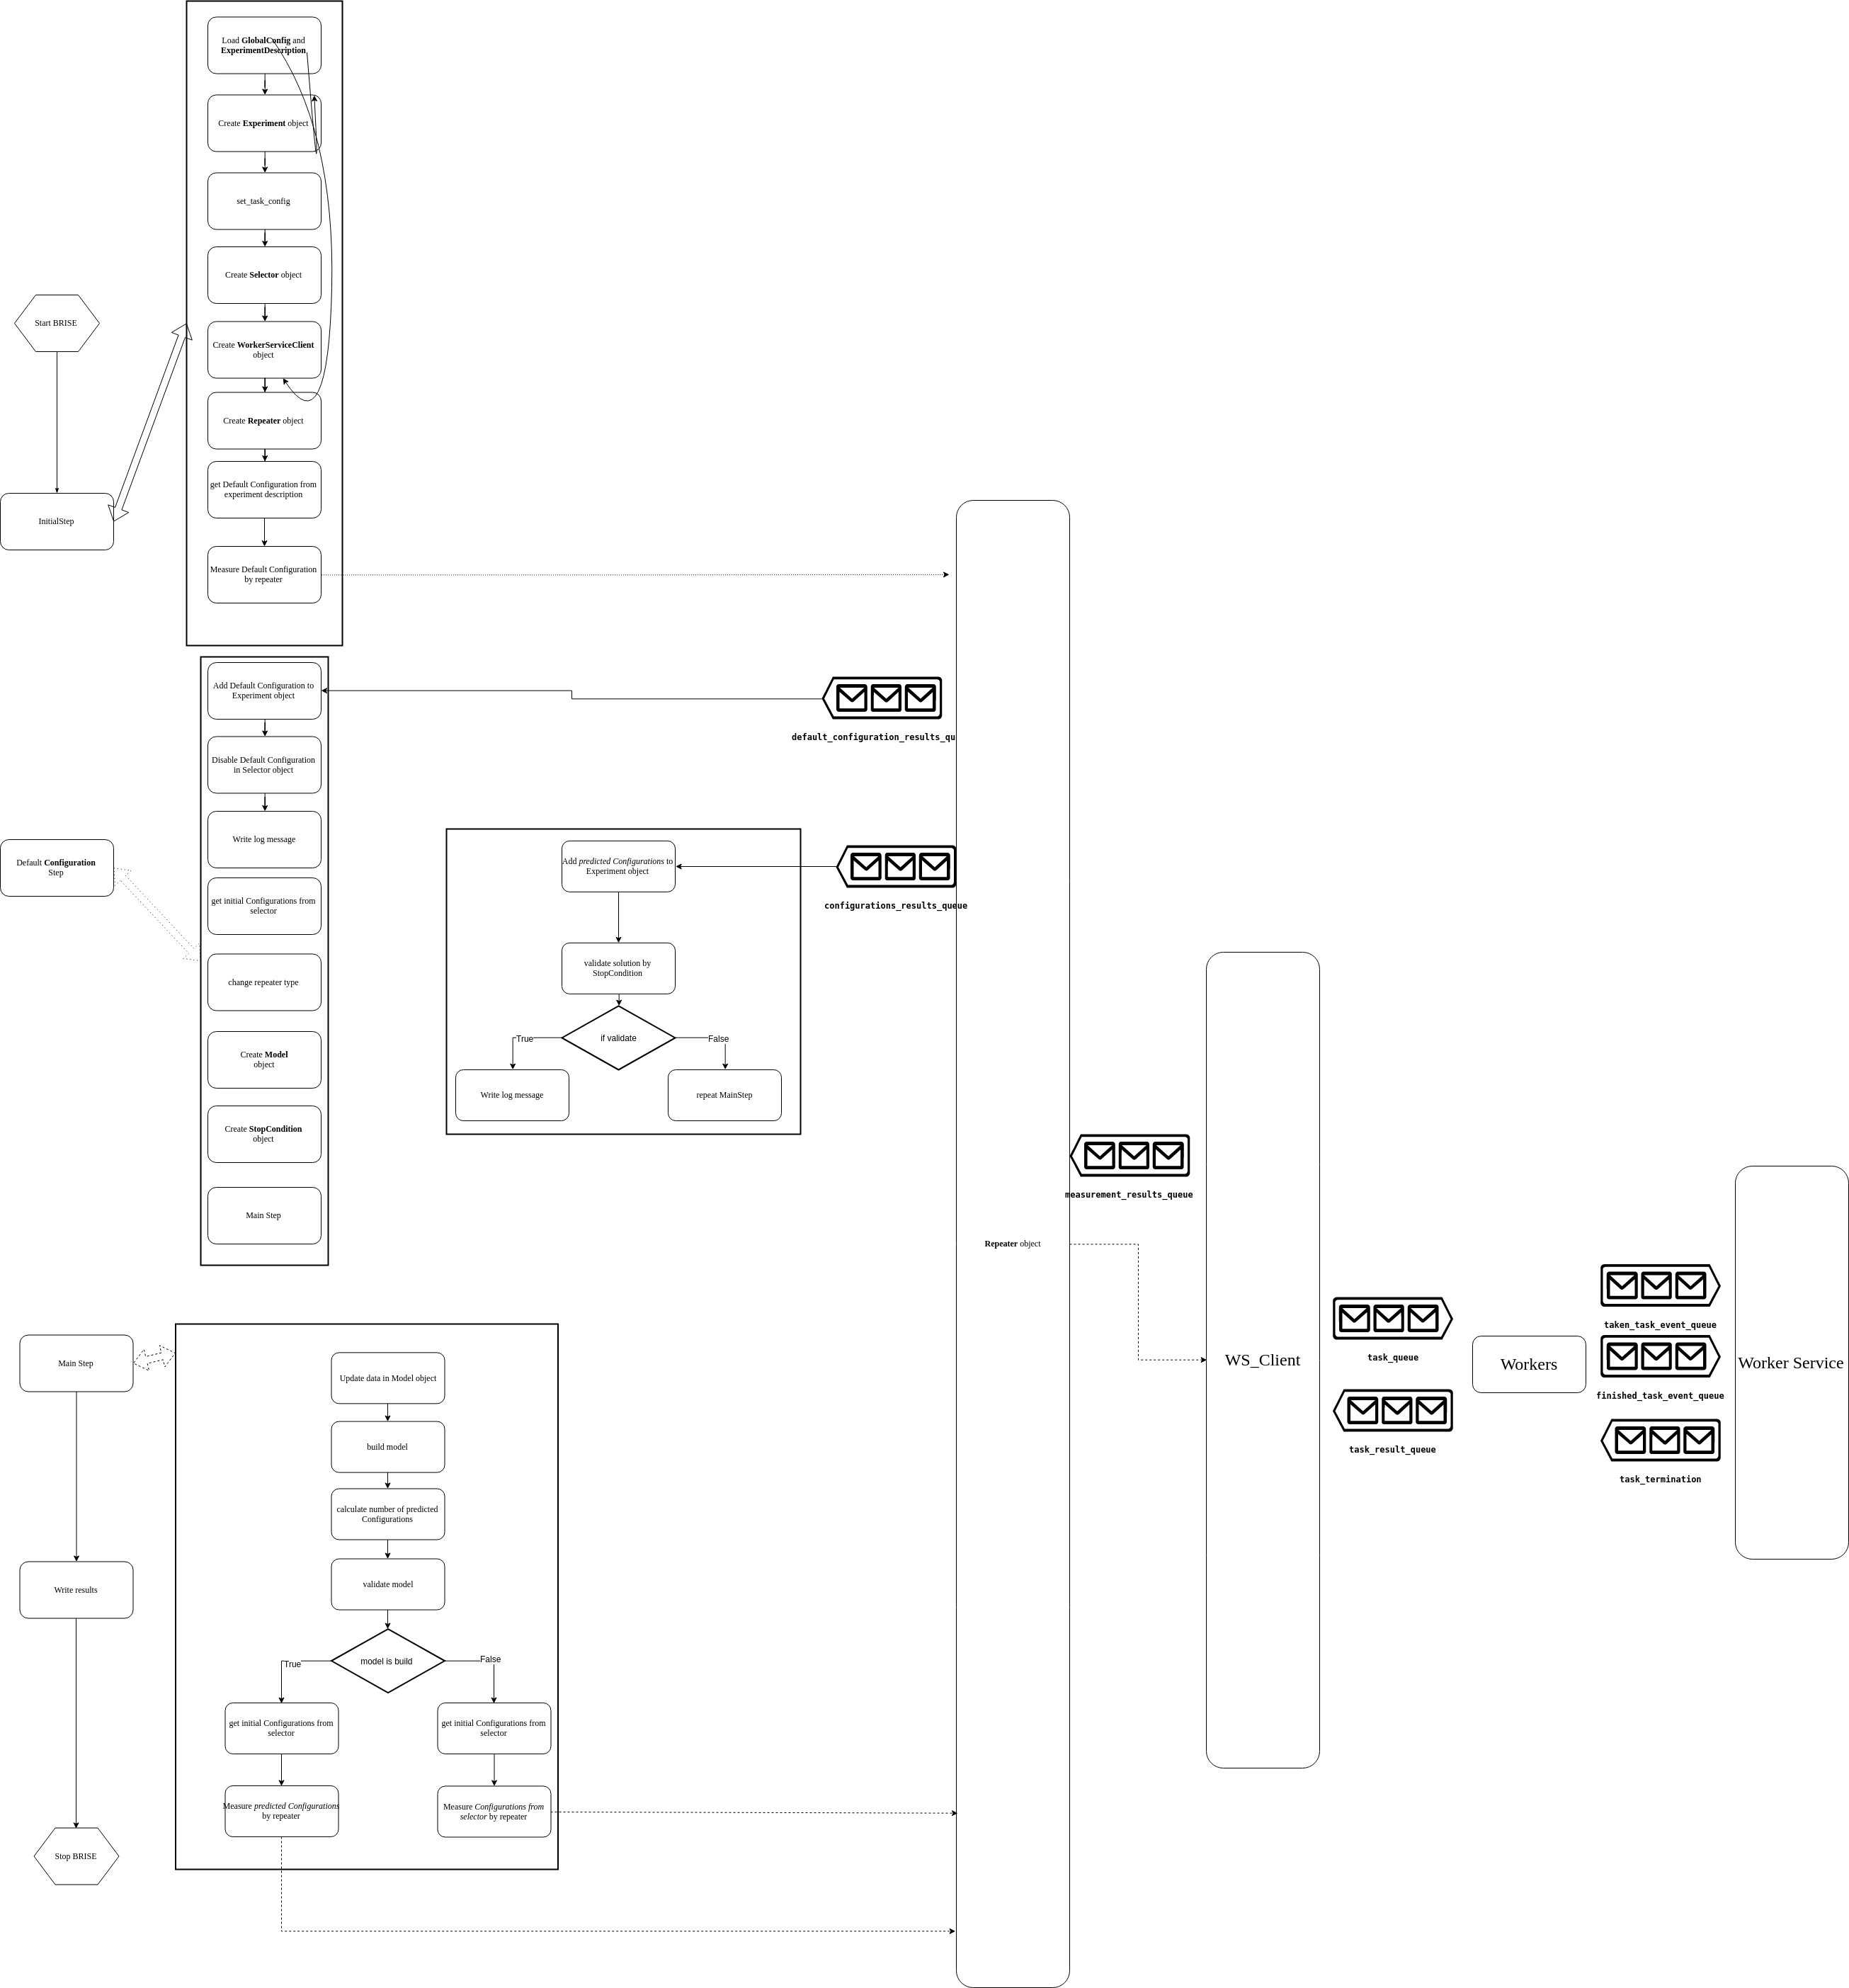 Load GlobalConfig and
ExperimentDescription
Create Experiment object
set_task_config
Create Selector object
Start BRISE
Create WorkerServiceClient
object
Create Repeater object
get Default Configuration from
experiment description
InitialStep
Measure Default Configuration
by repeater
Add Default Configuration to
Experiment object
default_configuration_results_qu
Disable Default Configuration
in Selector object
Write log message
Default Configuration
Step
Add predicted Configurations to
Experiment object
configurations_results_queue
get initial Configurations from
selector
validate solution by
StopCondition
change repeater type
if validate
True
False
Create Model
object
Write log message
repeat MainStep
Create StopCondition
object
measurement_results_queue
Main Step
Repeater object
taken_task_event_queue
task_queue
WS_Client
Workers
Worker Service
finished_task_event_queue
task_result_queue
task_termination
Main Step
Update data in Model object
build model
calculate number of predicted
Configurations
validate model
Write results
model is build
True
False
get initial Configurations from
selector
get initial Configurations from
selector
Measure predicted Configurations
by repeater
Measure Configurations from
selector by repeater
Stop BRISE